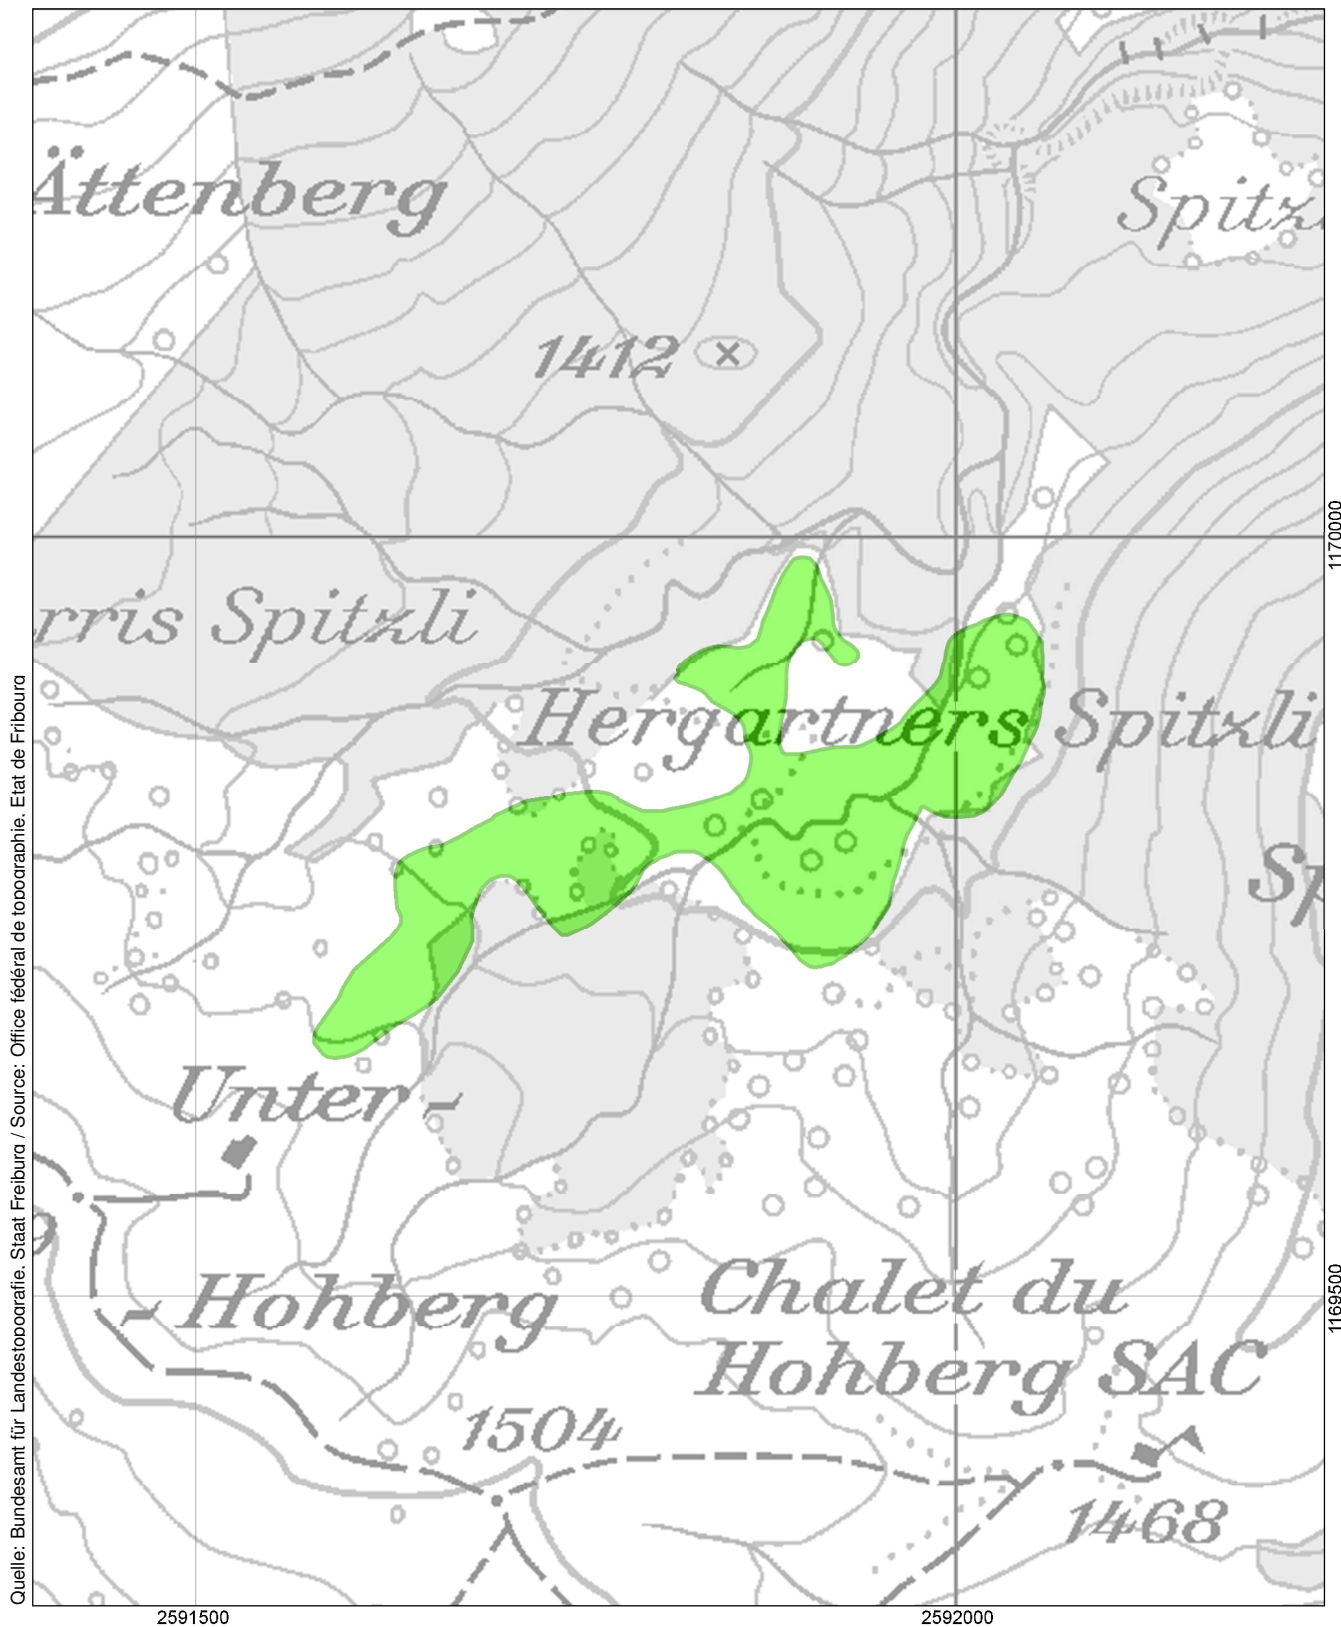 Ättenberg
Spitz
1412
1170000
rris Spitzli
Hergartners Spitzli
Sp
Unter-
- Hohberg
Chalet du
Hohberg SAC
1169500
1504
1468
2591500
2592000
Quelle: Bundesamt für Landestopografie. Staat Freiburg / Source: Office fédéral de topographie. Etat de Fribourg